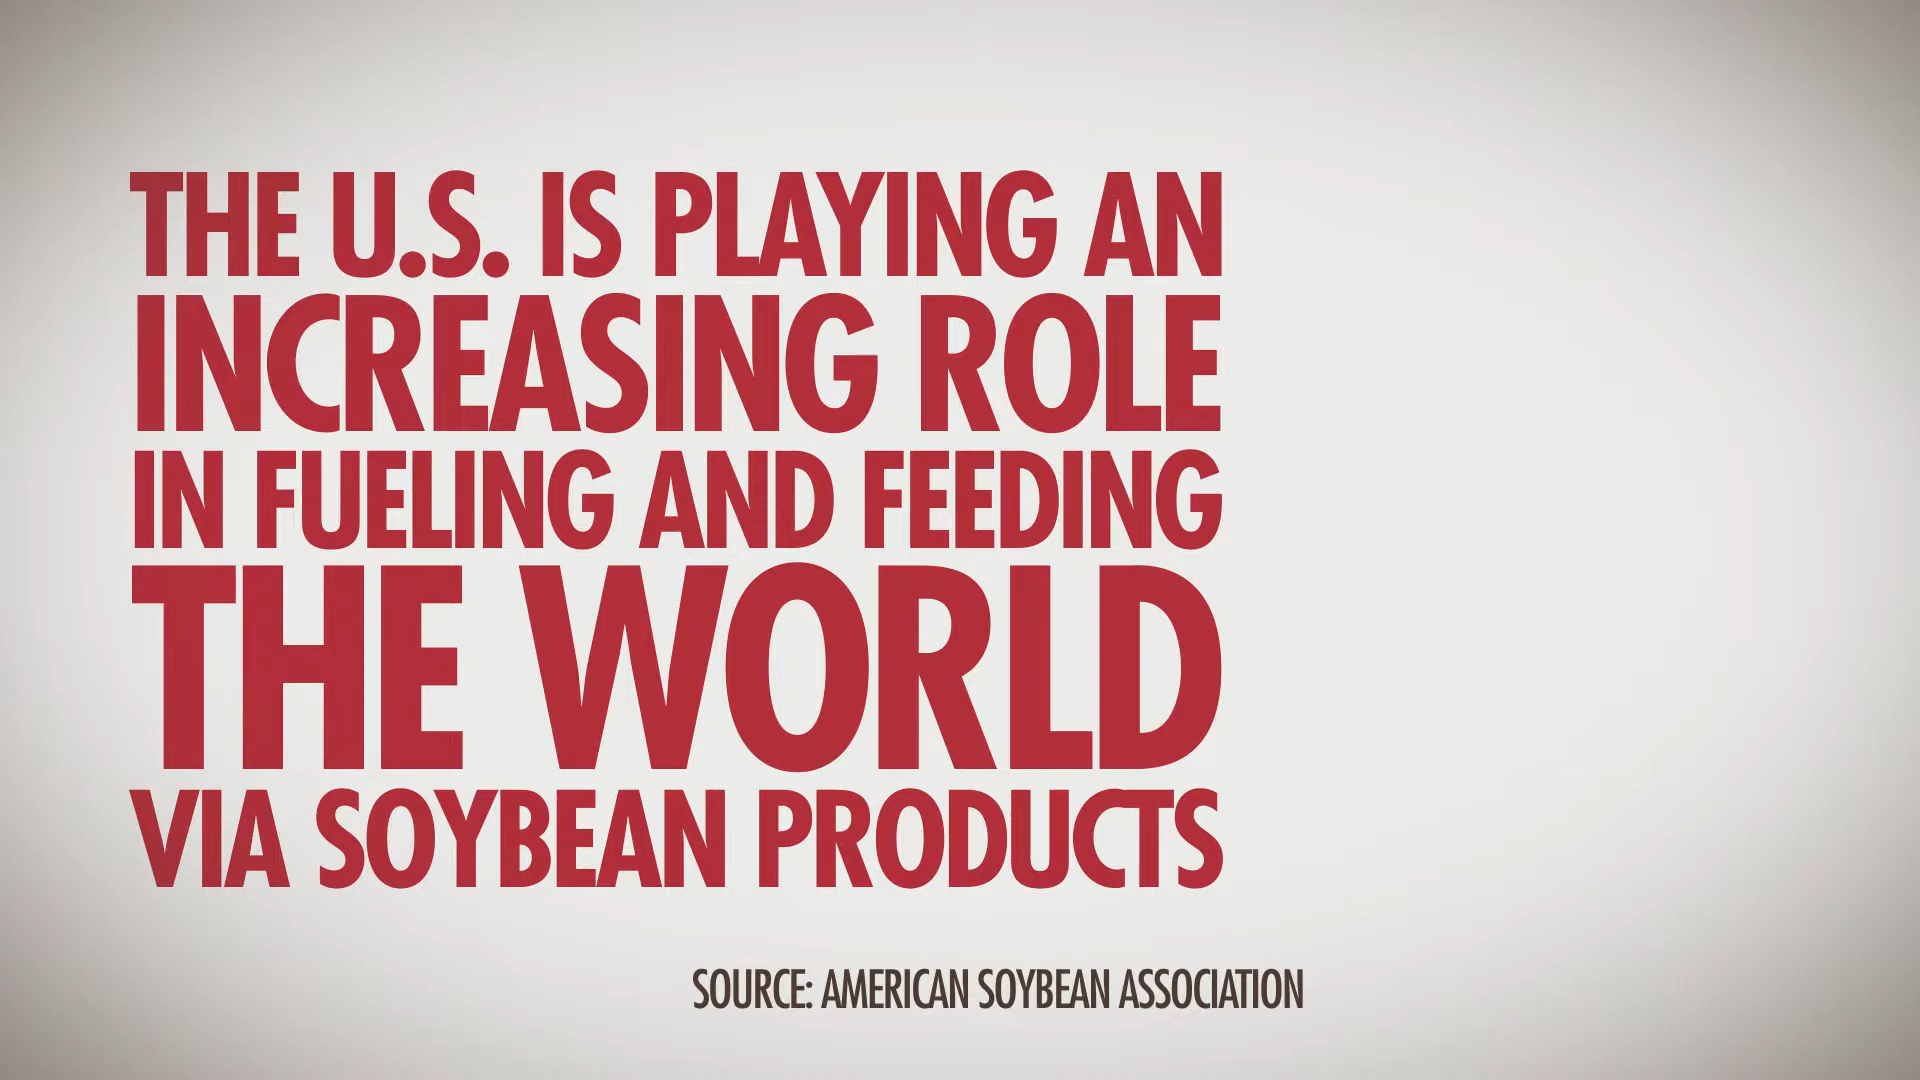 THE U.S. IS PLAYING AN
INCREASING ROLE
IN FUELING AND FEEDING
THE WORLD
VIA SOYBEAN PRODUCTS
SOURCE: AMERICAN SOYBEAN ASSOCIATION